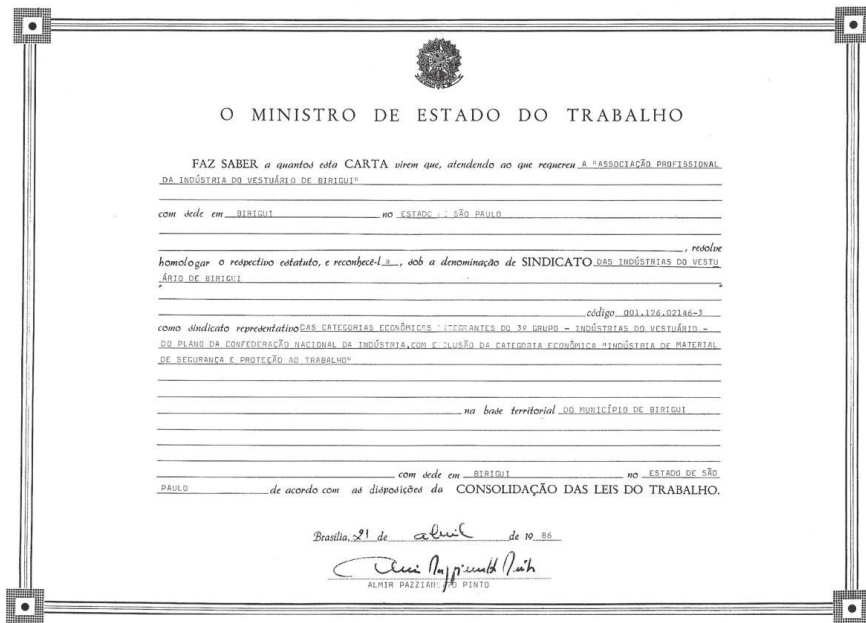 O MINISTRO DE ESTADO DO TRABALHO
FAZ SABER a quantos esta CARTA virem que, atendendo ao que requereu A "ASSOCIAÇÃO PROFISSIONAL
DA INDÚSTRIA DO VESTUÁRIO DE BIRIGUI"
com sede em BIRIGUI no ESTADO SÃO PAULO
, resolve
homologar o respectivo estatuto, e reconhecê-l a, sob a denominação de SINDICATO DAS INDÚSTRIAS DO VESTU
ÁRIO DE BIRIGUI
código 001.126.02146-3
como sindicato representativo DAS CATEGORIAS ECONÔMICAS INTEGRANTES DO 3º GRUPO - INDÚSTRIAS DO VESTUÁRIO -
DO PLANO DA CONFEDERAÇÃO NACIONAL DA INDÚSTRIA, COM DA CATEGORIA ECONÔMICA "INDÚSTRIA DE MATERIAL
DE SEGURANÇA E PROTEÇÃO AO TRABALHO"
na base territorial DO MUNICÍPIO DE BIRIGUI
com sede em BIRIGUI no ESTADO DE SÃO
PAULO de acordo com as disposições da CONSOLIDAÇÃO DAS LEIS DO TRABALHO.
Brasília, 21 de abril de 19 86
ALMIR PAZZIANOTTO PINTO